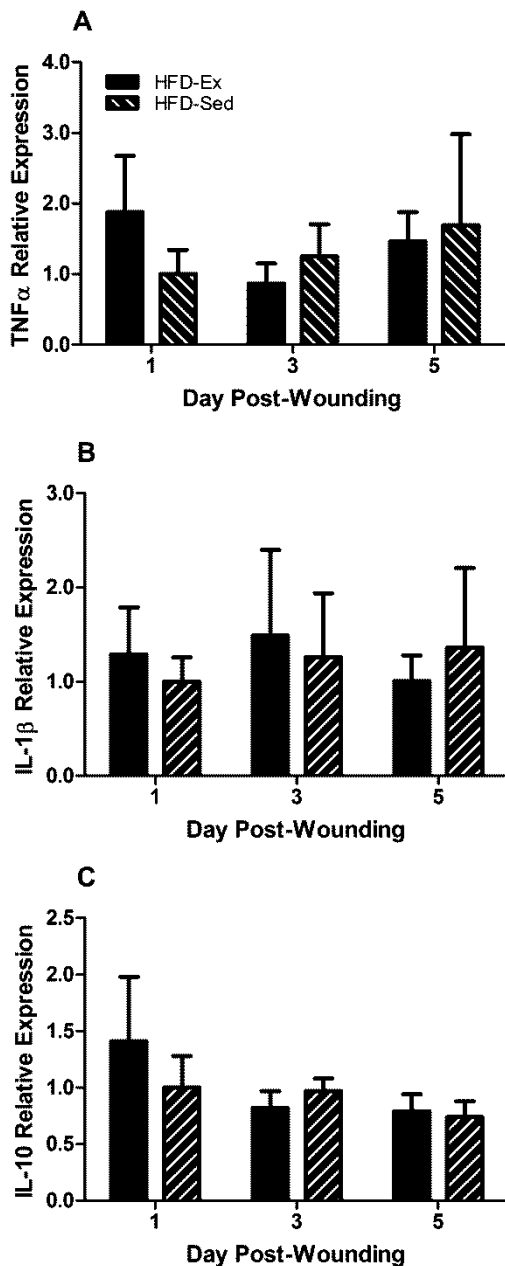 A
TNFα Relative Expression
4.0
3.0
2.0
1.0
0.0
HFD-Ex
HFD-Sed
1 3 5
Day Post-Wounding
B
IL-1β Relative Expression
3.0
2.0
1.0
0.0
1 3 5
Day Post-Wounding
C
IL-10 Relative Expression
2.5
2.0
1.5
1.0
0.5
0.0
1 3 5
Day Post-Wounding